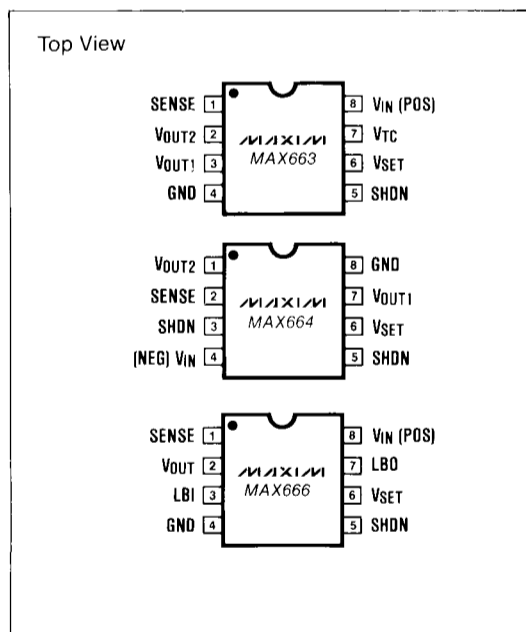 Top View
SENSE 1 8 VIN (POS)
VOUT2 2 MAXIM 7 VTC
VOUT1 3 MAX663 6 VSET
GND 4 5 SHDN
VOUT2 1 8 GND
SENSE 2 MAXIM 7 VOUT1
SHDN 3 MAX664 6 VSET
(NEG) VIN 4 5 SHDN
SENSE 1 8 VIN (POS)
VOUT 2 MAXIM 7 LBO
LBI 3 MAX666 6 VSET
GND 4 5 SHDN